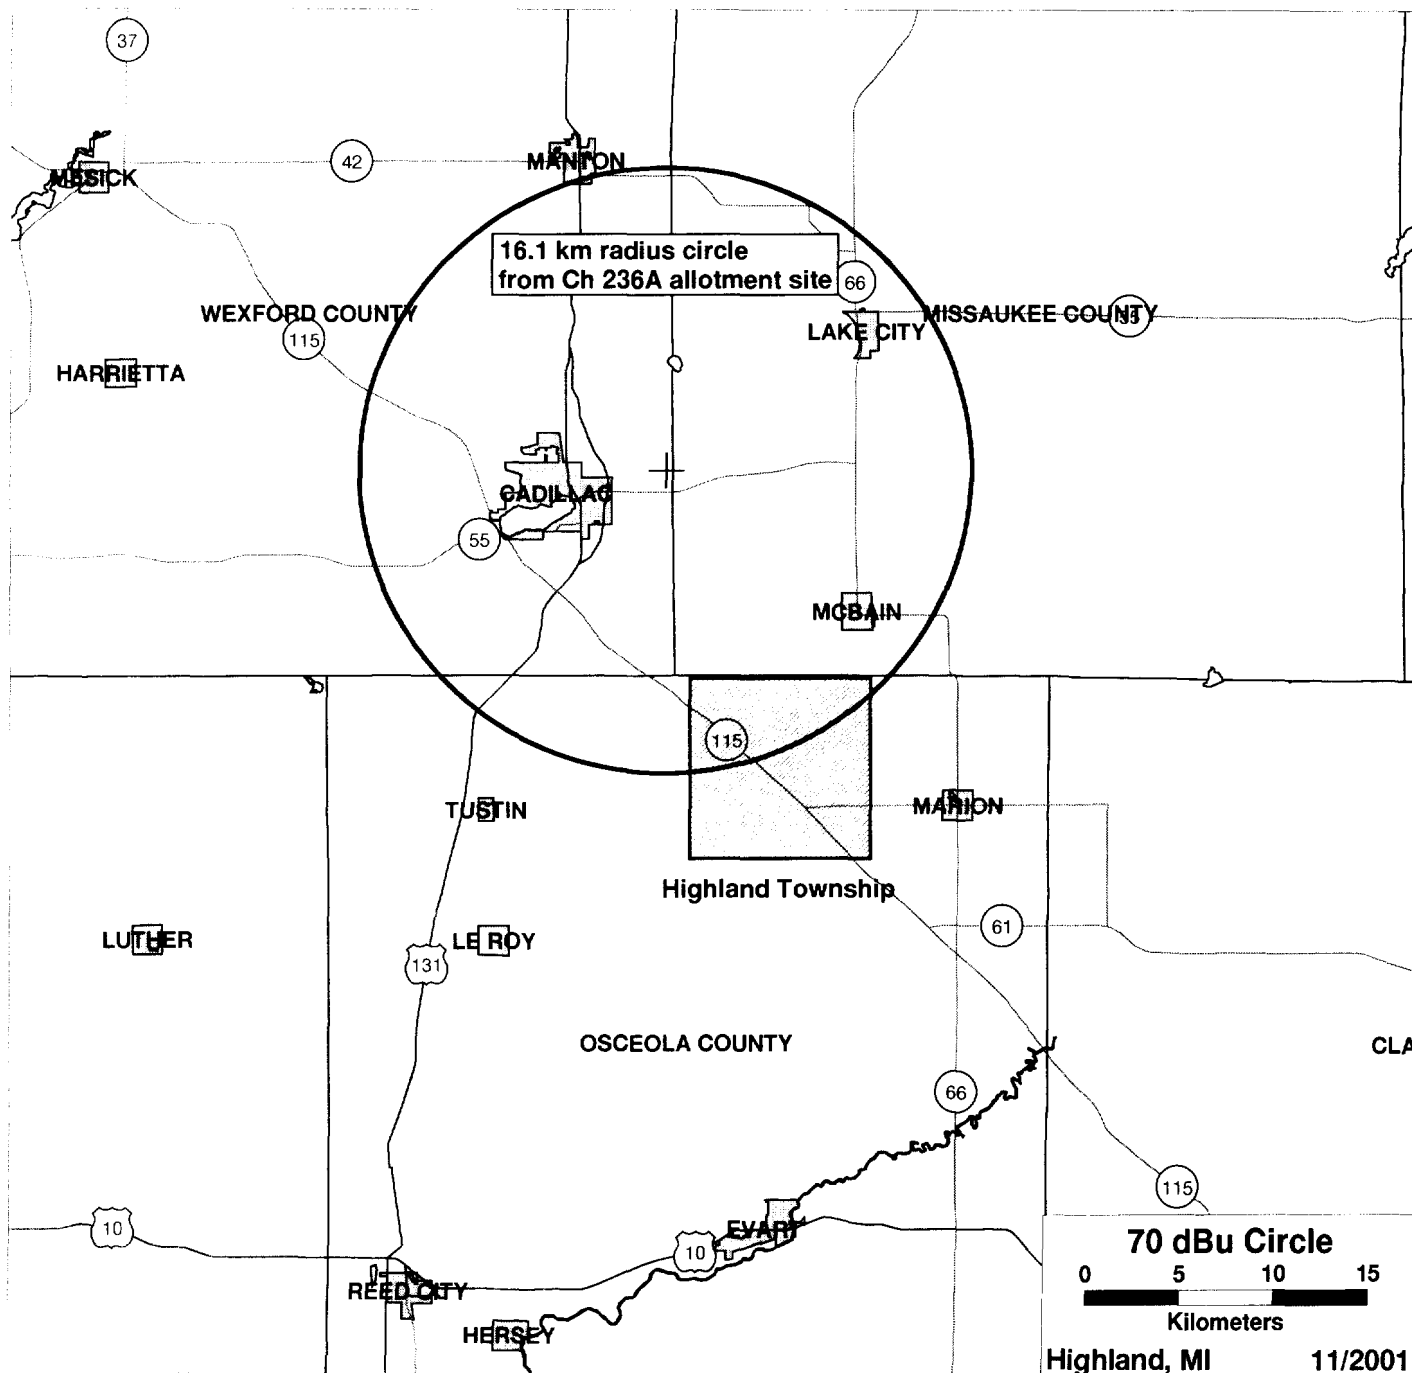 37
42
MANTON
MESICK
16.1 km radius circle
from Ch 236A allotment site
66
WEXFORD COUNTY
MISSAUKEE COUNTY
115
LAKE CITY
HARRIETTA
CADILLAC
55
MCBAIN
115
TUSTIN
MARION
Highland Township
LUTHER
LE ROY
61
131
OSCEOLA COUNTY
CLA
66
115
10
EVART
10
70 dBu Circle
0 5 10 15
Kilometers
REED CITY
HERSEY
Highland, MI 11/2001